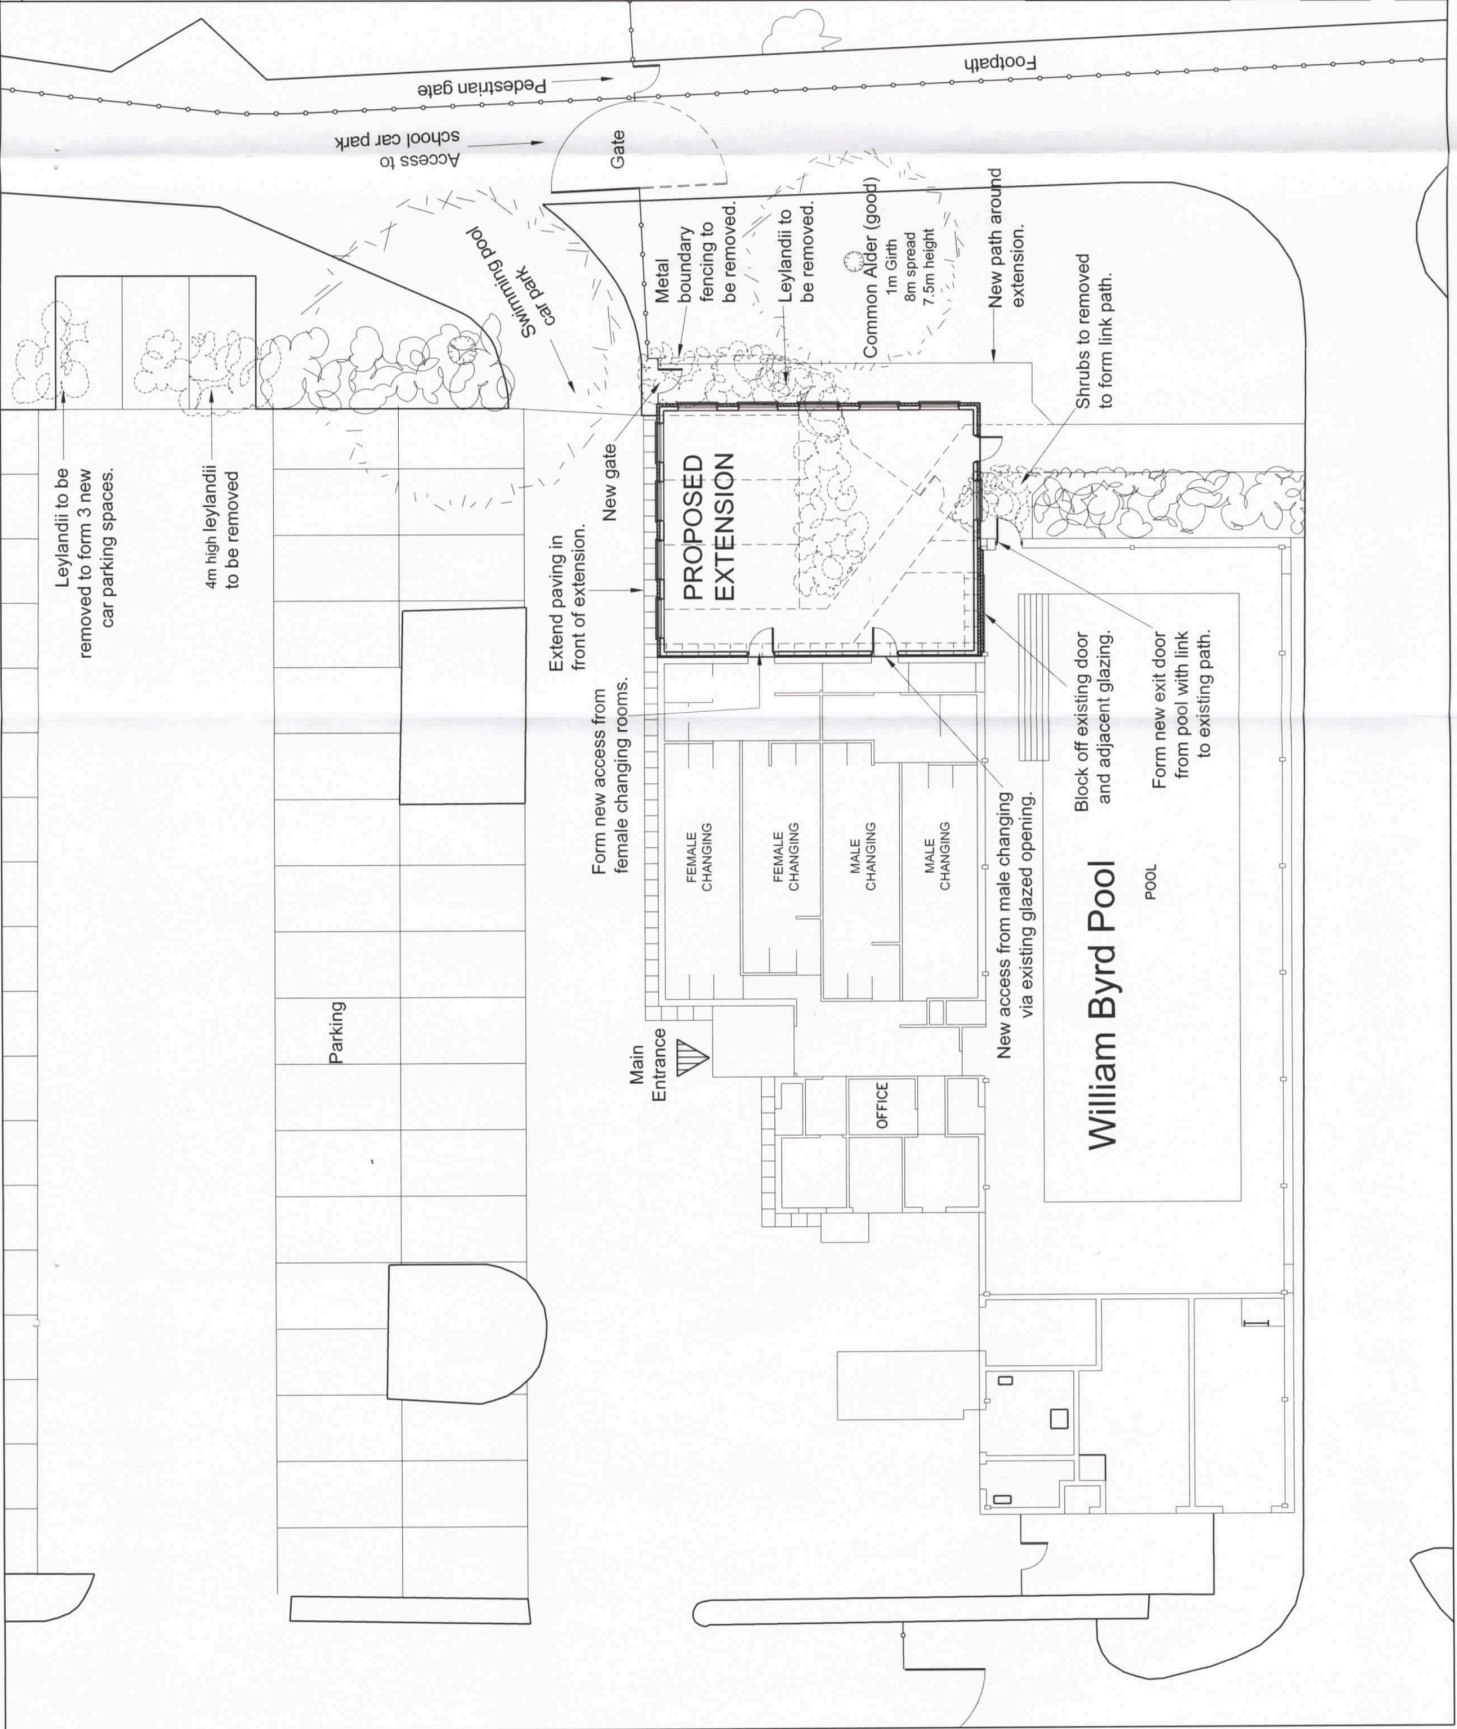 Pedestrian gate
Footpath
Access to
school car park
Gate
Swimming pool
car park
Metal
boundary
fencing to
be removed.
Leylandii to
be removed.
Common Alder (good)
1m Girth
8m spread
7.5m height
New path around
extension.
Shrubs to removed
to form link path.
Leylandii to be
removed to form 3 new
car parking spaces.
4m high leylandii
to be removed
New gate
Extend paving in
front of extension.
PROPOSED
EXTENSION
Form new access from
female changing rooms.
Block off existing door
and adjacent glazing.
Form new exit door
from pool with link
to existing path.
FEMALE
CHANGING
FEMALE
CHANGING
MALE
CHANGING
MALE
CHANGING
New access from male changing
via existing glazed opening.
William Byrd Pool
POOL
Parking
Main
Entrance
OFFICE